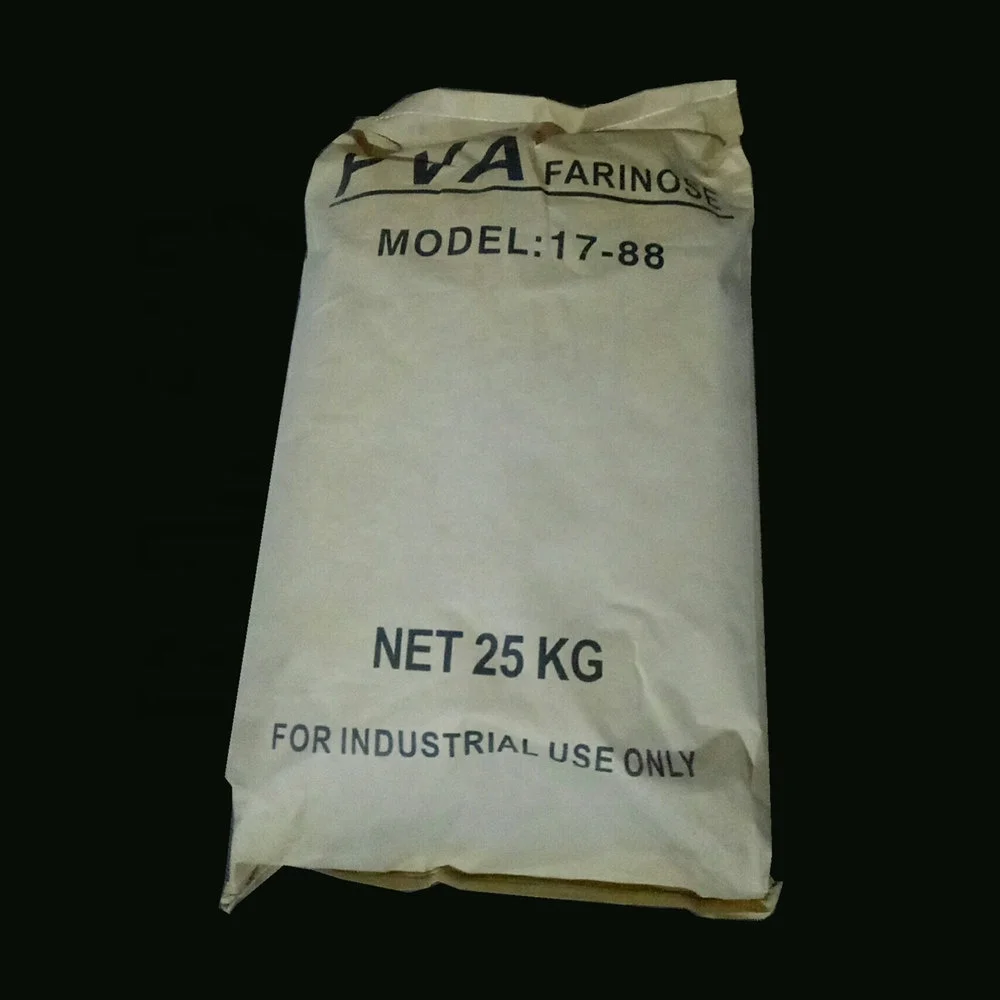 PVA FARINOSE
MODEL:17-88
NET 25 KG
FOR INDUSTRIAL USE ONLY